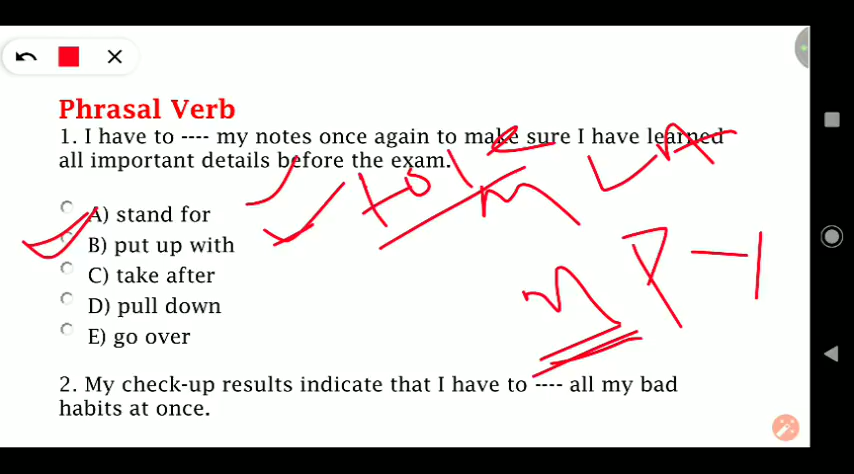 Phrasal Verb
1. I have to ---- my notes once again to make sure I have learned
all important details before the exam.
A) stand for
B) put up with
C) take after
D) pull down
E) go over
2. My check-up results indicate that I have to ---- all my bad
habits at once.